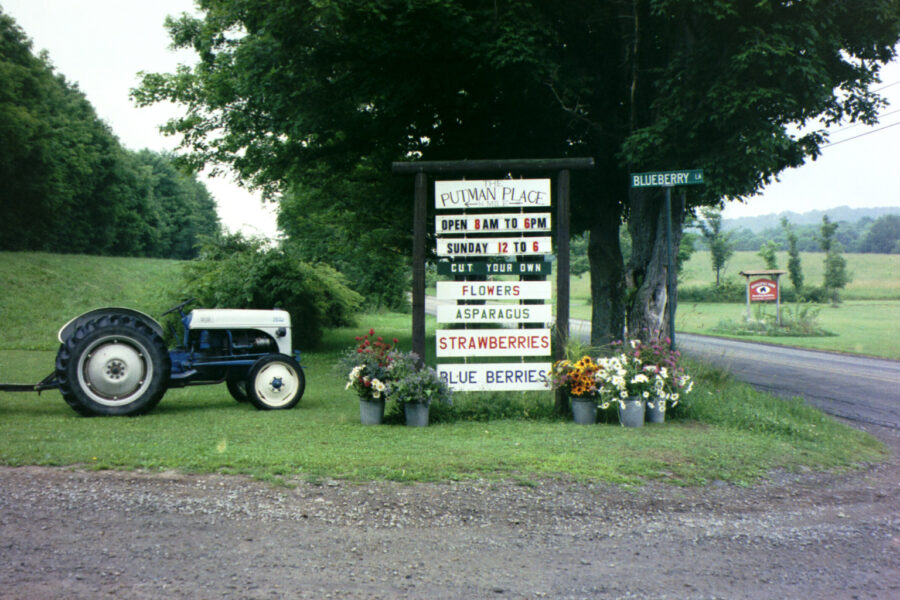 THE
PUTMAN PLACE
OPEN 8AM TO 6PM
SUNDAY 12 TO 6
CUT YOUR OWN
FLOWERS
ASPARAGUS
STRAWBERRIES
BLUE BERRIES
BLUEBERRY LA